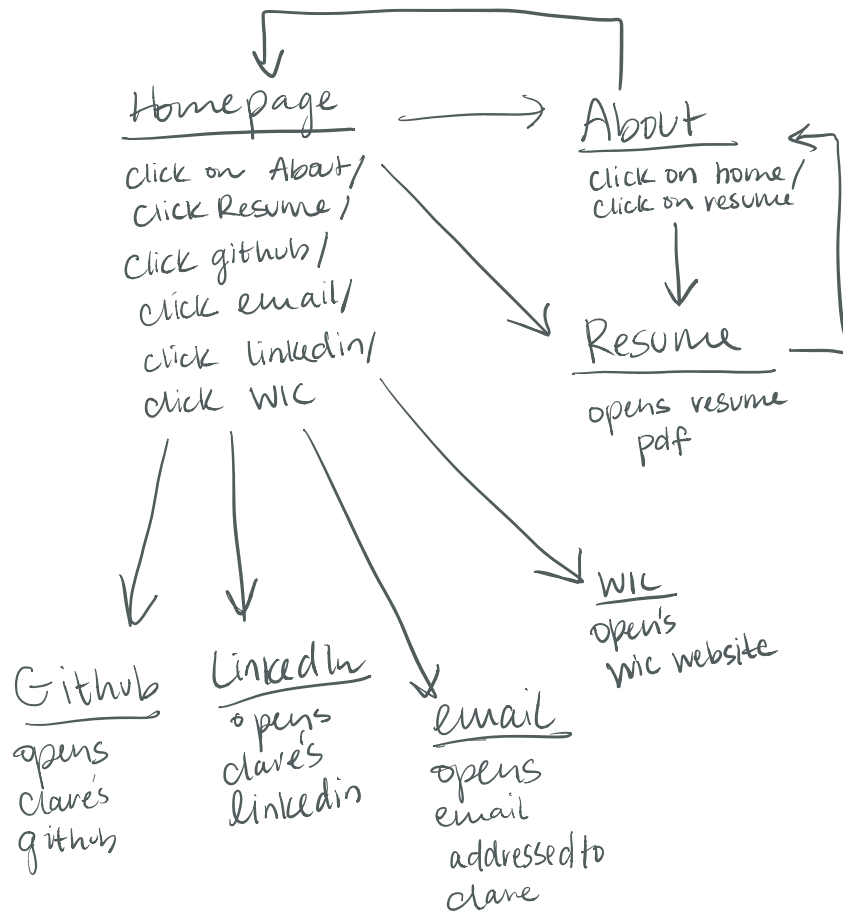 Homepage
click on About/
click Resume/
click github/
click email/
click linkedin/
click WIC
About
click on home/
click on resume
Resume
opens resume
pdf
WIC
open's
WIC website
Github
opens
clare's
github
LinkedIn
opens
clare's
linkedin
email
opens
email
addressed to
clare